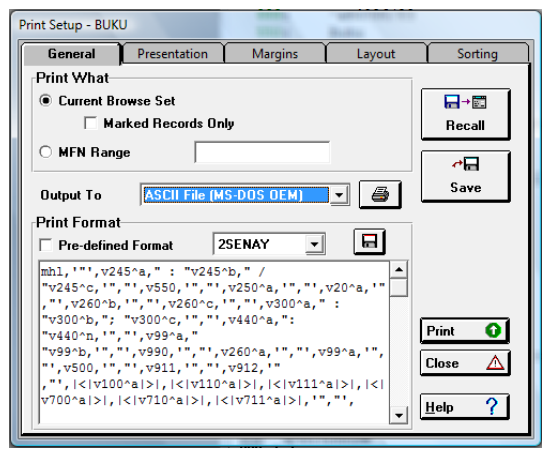 Print Setup - BUKU
General
Presentation
Margins
Layout
Sorting
Print What
Current Browse Set
Marked Records Only
MFN Range
Recall
Save
Output To
ASCII File (MS-DOS OEM)
Print Format
Pre-defined Format
2SENAY
mhl,'"',v245^a," : "v245^b," /
"v245^c,'","',v550,'","',v250^a,'","',v20^a,'"
,"',v260^b,'","',v260^c,'","',v300^a," :
"v300^b,"; "v300^c,'","',v440^a,":
"v440^n,'","',v99^a,"
"v99^b,'","',v990,'","',v260^a,'","',v99^a,'",
"',v500,'","',v911,'","',v912,'"
,"',|<|v100^a|>|,|<|v110^a|>|,|<|v111^a|>|,|<|
v700^a|>|,|<|v710^a|>|,|<|v711^a|>|,'","',
Print
Close
Help ?